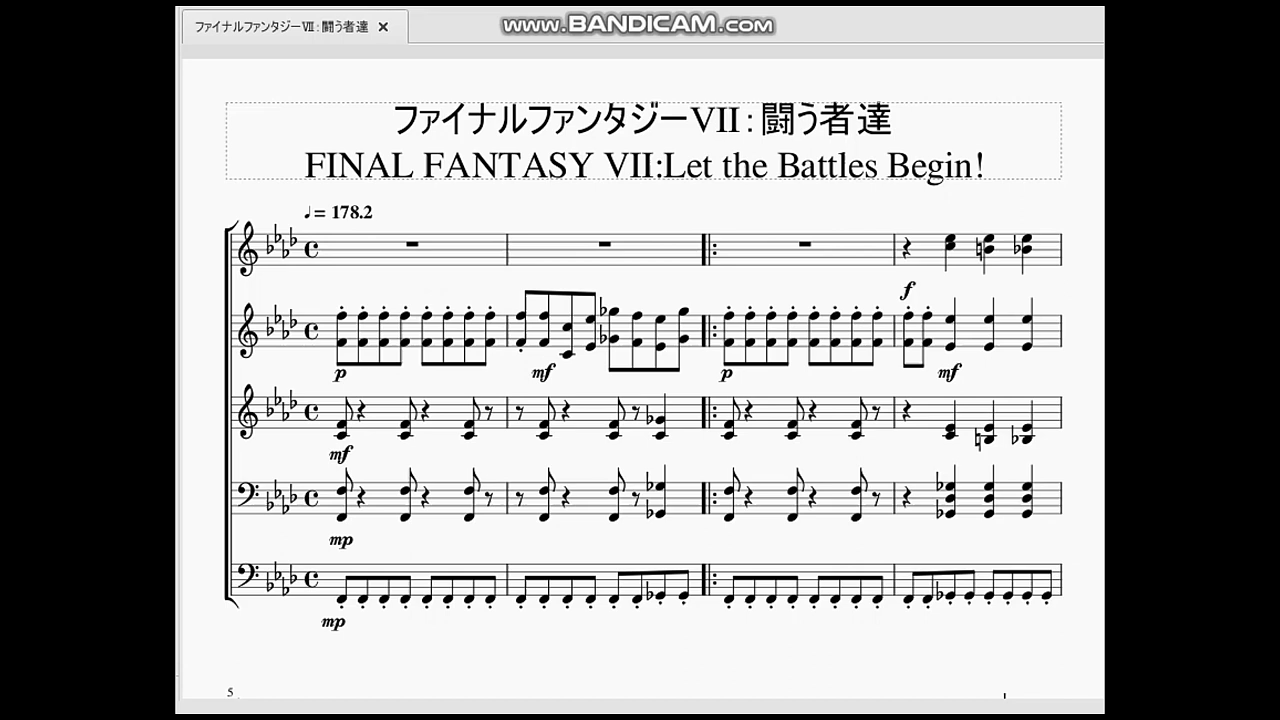 ファイナルファンタジーⅦ：闘う者達 ×
www.BANDICAM.com
ファイナルファンタジーVII：闘う者達
FINAL FANTASY VII:Let the Battles Begin!
♩= 178.2
f
p
mf
p
mf
mf
mp
mp
5